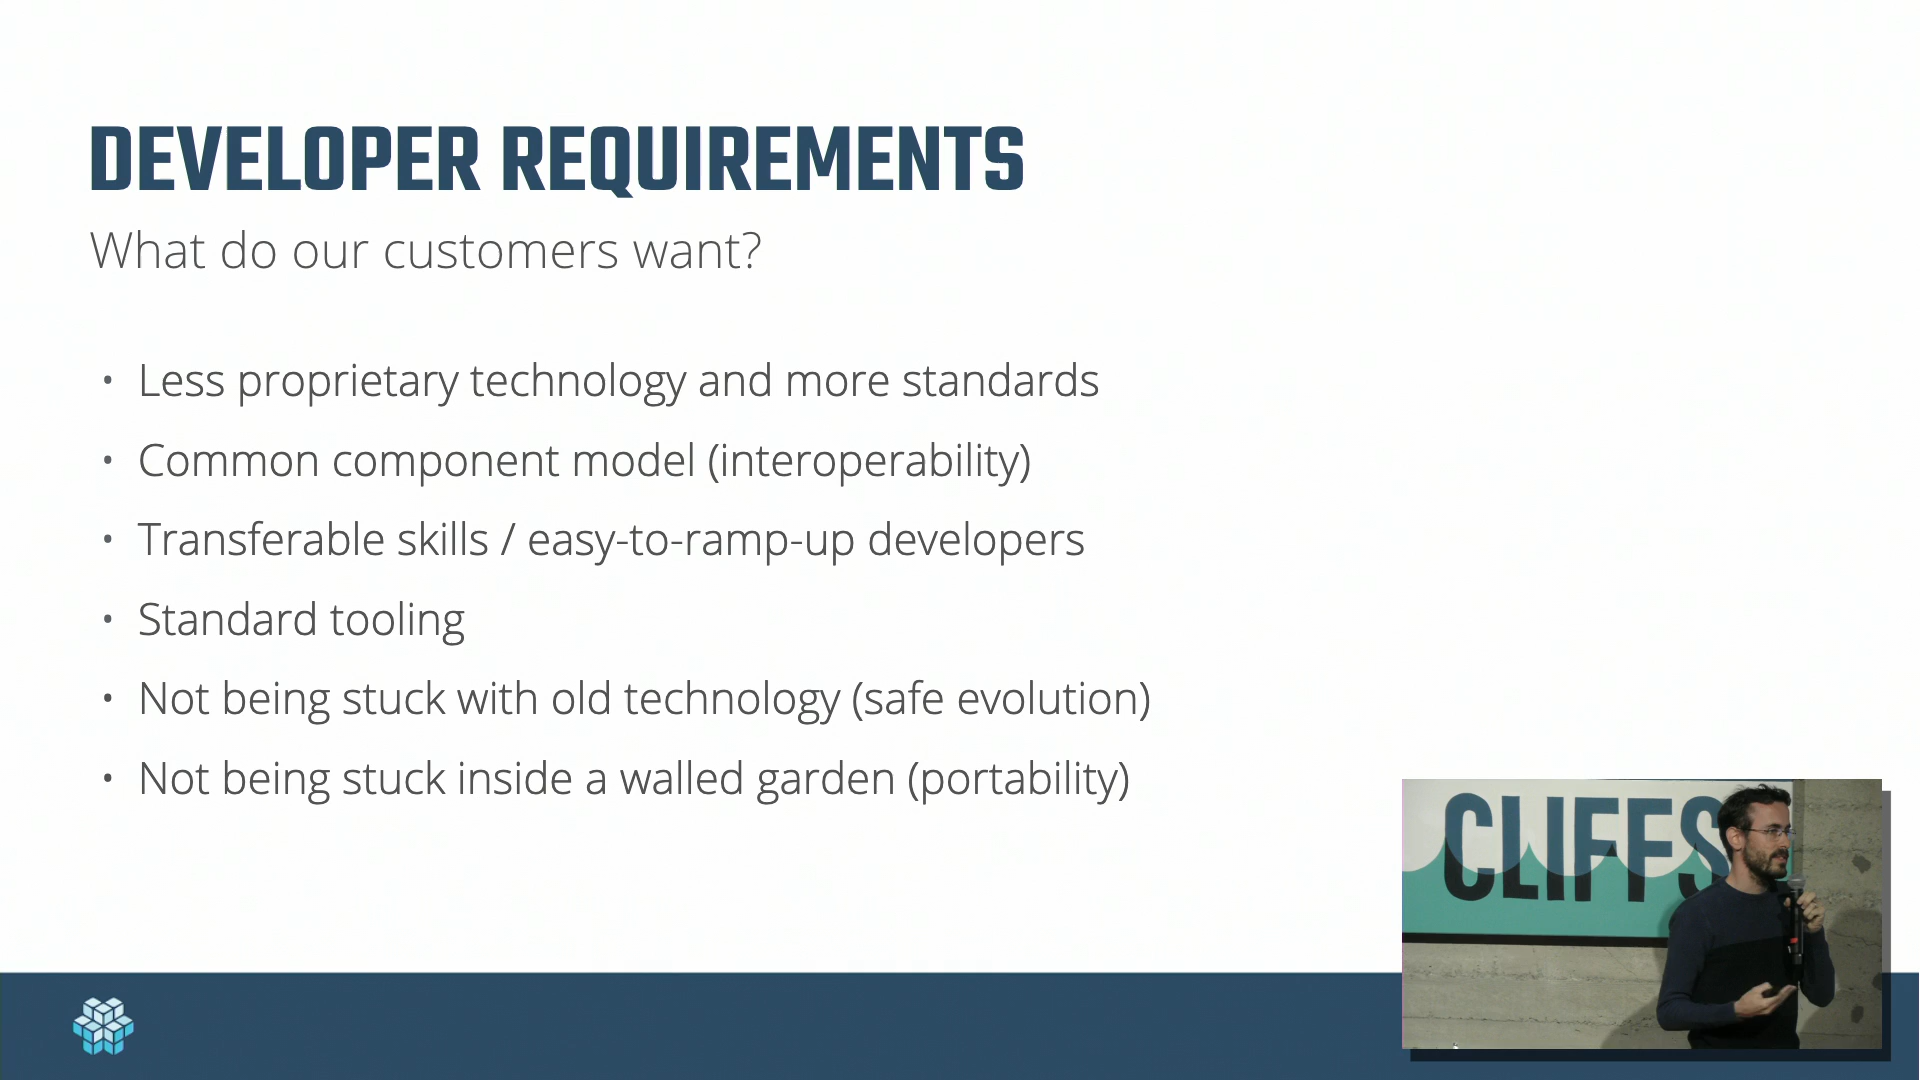 DEVELOPER REQUIREMENTS
What do our customers want?
• Less proprietary technology and more standards
• Common component model (interoperability)
• Transferable skills / easy-to-ramp-up developers
• Standard tooling
• Not being stuck with old technology (safe evolution)
• Not being stuck inside a walled garden (portability)
CLIFFS